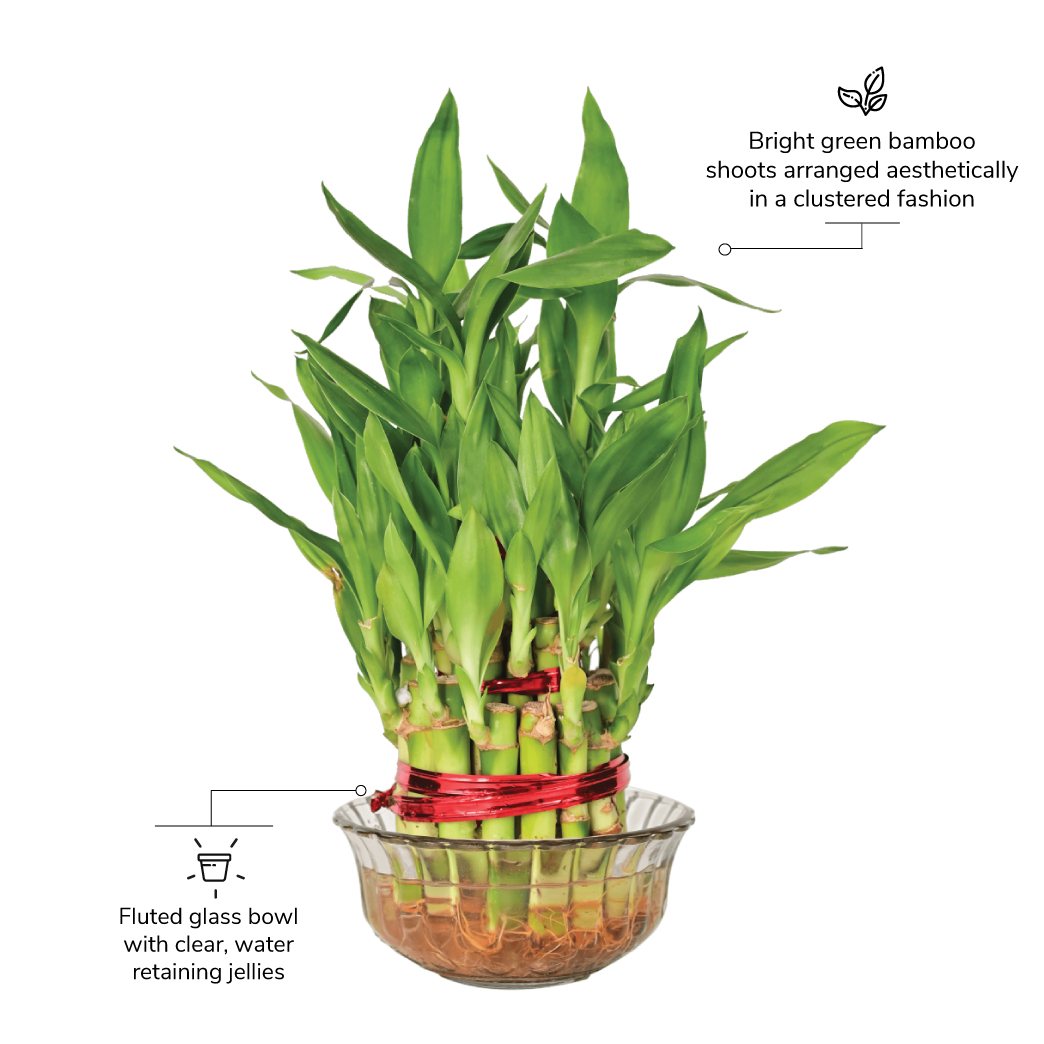 Bright green bamboo
shoots arranged aesthetically
in a clustered fashion
Fluted glass bowl
with clear, water
retaining jellies